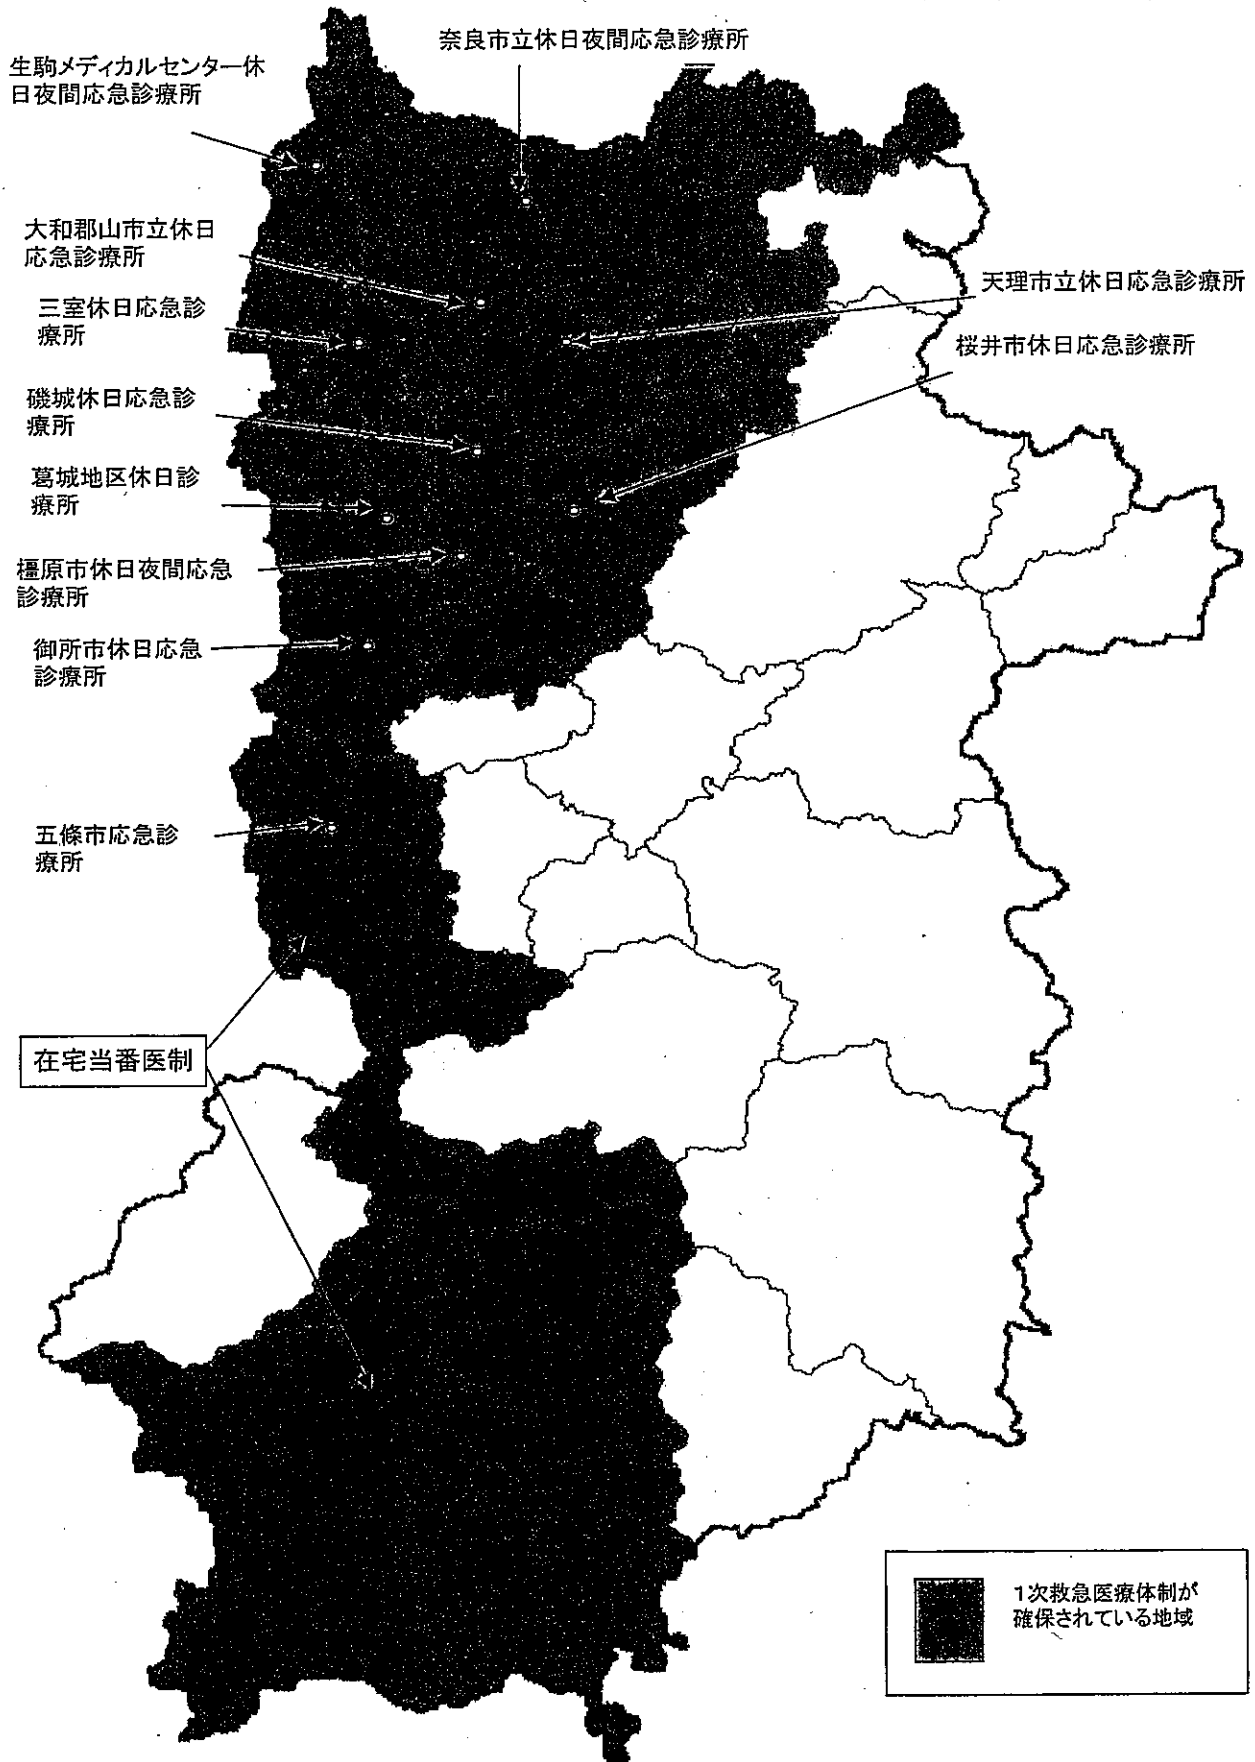 奈良市立休日夜間応急診療所
生駒メディカルセンター休
日夜間応急診療所
大和郡山市立休日
応急診療所
天理市立休日応急診療所
三室休日応急診
療所
桜井市休日応急診療所
磯城休日応急診
療所
葛城地区休日診
療所
橿原市休日夜間応急
診療所
御所市休日応急
診療所
五條市応急診
療所
在宅当番医制
1次救急医療体制が
確保されている地域